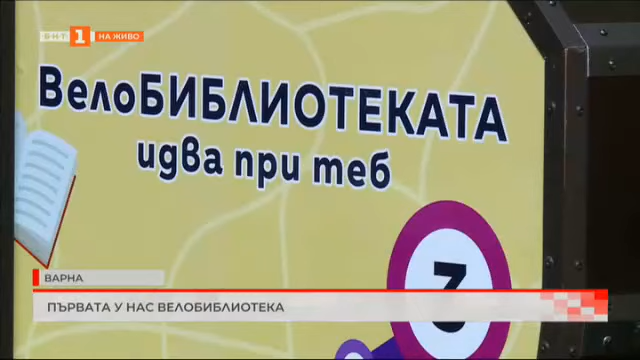 БНТ 1 НА ЖИВО
ВелоБИБЛИОТЕКАТА
идва при теб
3
ВАРНА
ПЪРВАТА У НАС ВЕЛОБИБЛИОТЕКА